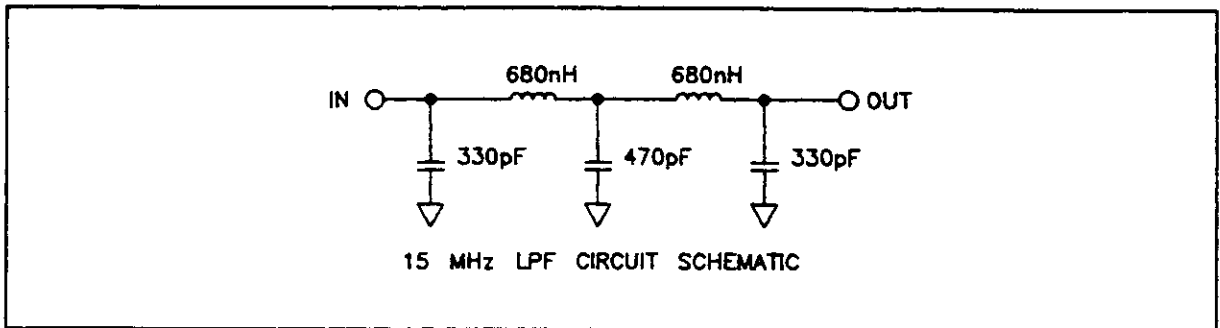 680nH 680nH
IN OUT
330pF 470pF 330pF
15 MHz LPF CIRCUIT SCHEMATIC